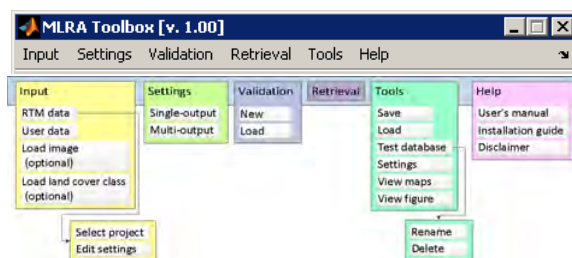 MLRA Toolbox [v. 1.00]
Input Settings Validation Retrieval Tools Help
Input
RTM data
User data
Load image
(optional)
Load land cover class
(optional)
Select project
Edit settings
Settings
Single-output
Multi-output
Validation
New
Load
Retrieval
Tools
Save
Load
Test database
Settings
View maps
View figure
Rename
Delete
Help
User's manual
Installation guide
Disclaimer